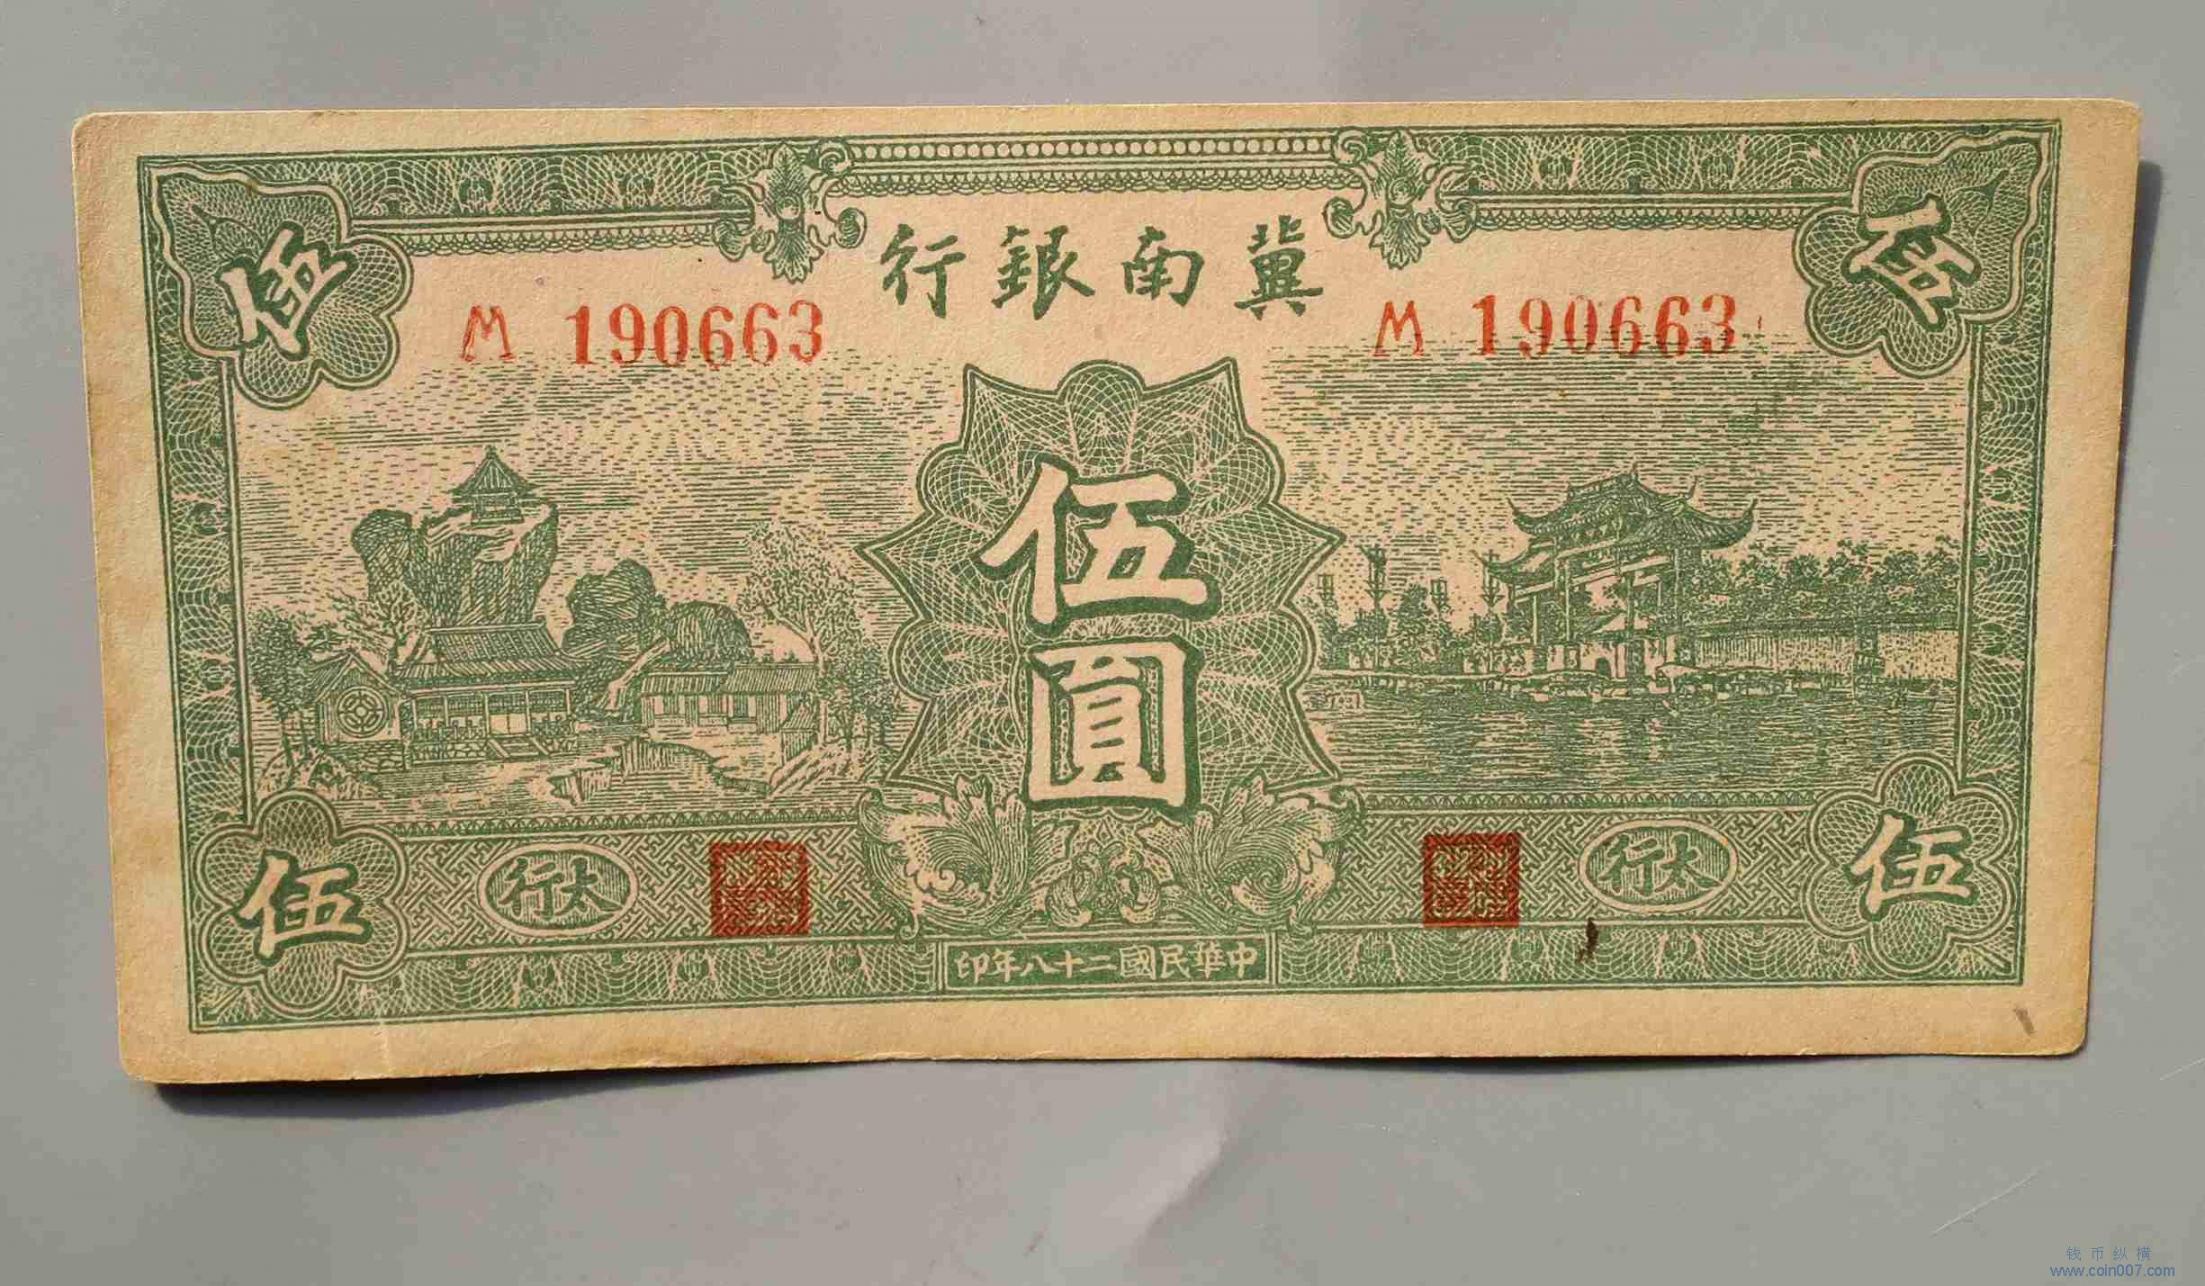 冀南銀行
M 190663
M 190663
伍
伍
伍圓
太行
太行
伍
伍
中華民國二十八年印
钱币纵横
www.coin007.com